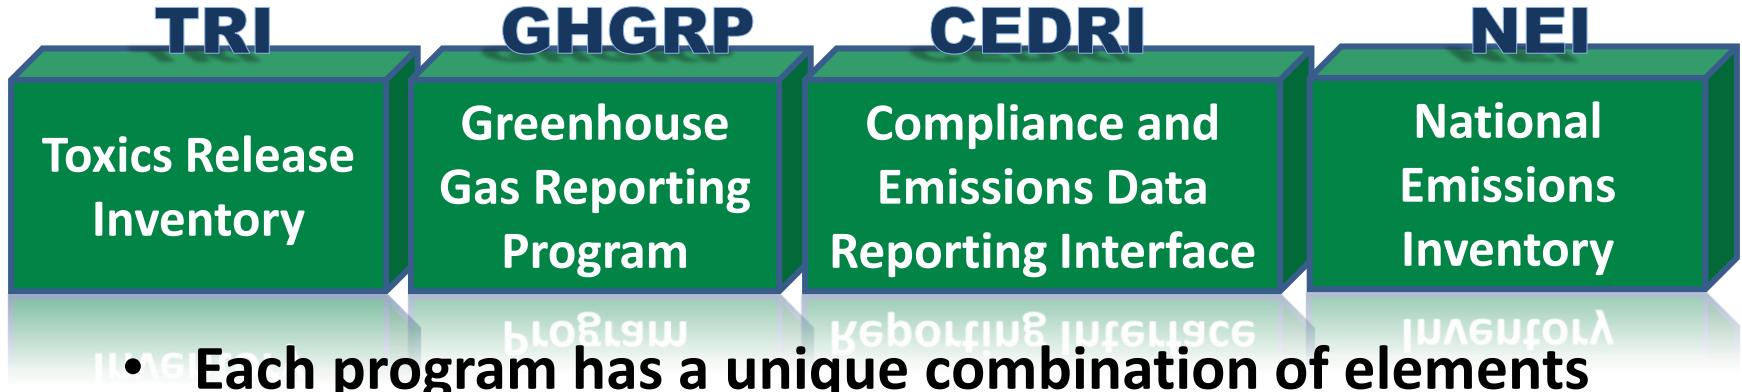 TRI
GHGRP
CEDRI
NEI
Toxics Release
Inventory
Greenhouse
Gas Reporting
Program
Compliance and
Emissions Data
Reporting Interface
National
Emissions
Inventory
• Each program has a unique combination of elements